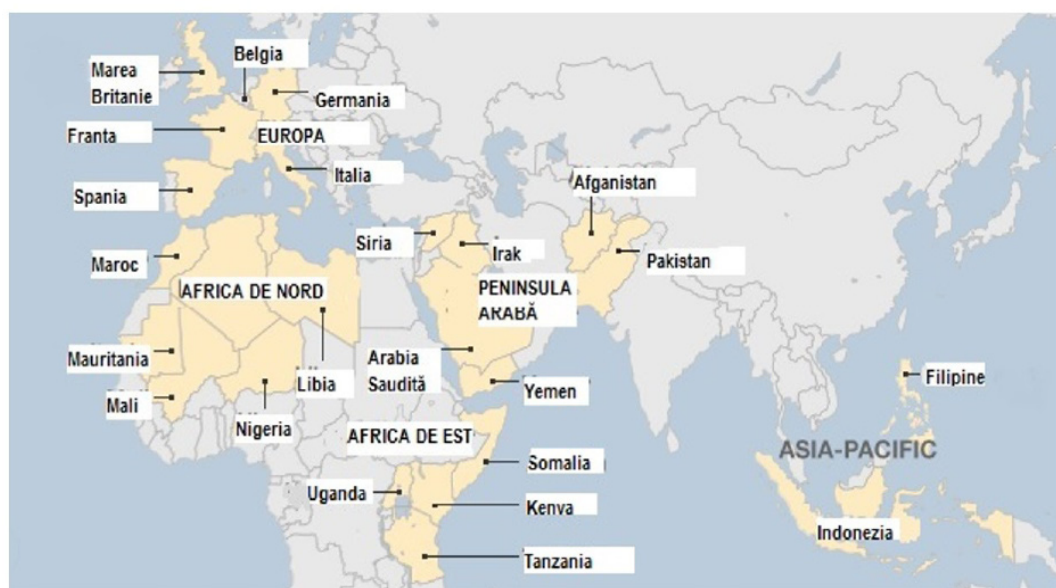 Belgia
Marea
Britanie
Germania
Franta
EUROPA
Italia
Spania
Afganistan
Siria
Irak
Maroc
Pakistan
AFRICA DE NORD
PENINSULA
ARABĂ
Mauritania
Libia
Arabia
Saudită
Filipine
Yemen
Mali
Nigeria
AFRICA DE EST
ASIA-PACIFIC
Somalia
Uganda
Kenva
Indonezia
Tanzania